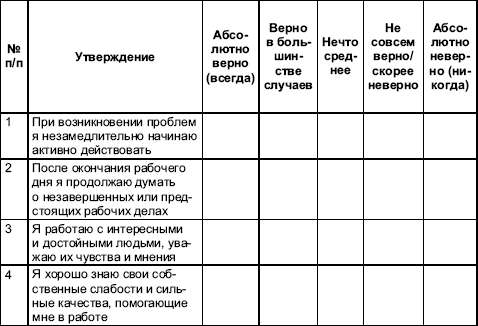 № п/п
Утверждение
Абсо-
лютно
верно
(всегда)
Верно
в боль-
шин-
стве
случаев
Нечто
сред-
нее
Не
совсем
верно/
скорее
неверно
Абсо-
лютно
невер-
но (ни-
когда)
1
При возникновении проблем
я незамедлительно начинаю
активно действовать
2
После окончания рабочего
дня я продолжаю думать
о незавершенных или пред-
стоящих рабочих делах
3
Я работаю с интересными
и достойными людьми, ува-
жаю их чувства и мнения
4
Я хорошо знаю свои соб-
ственные слабости и силь-
ные качества, помогающие
мне в работе